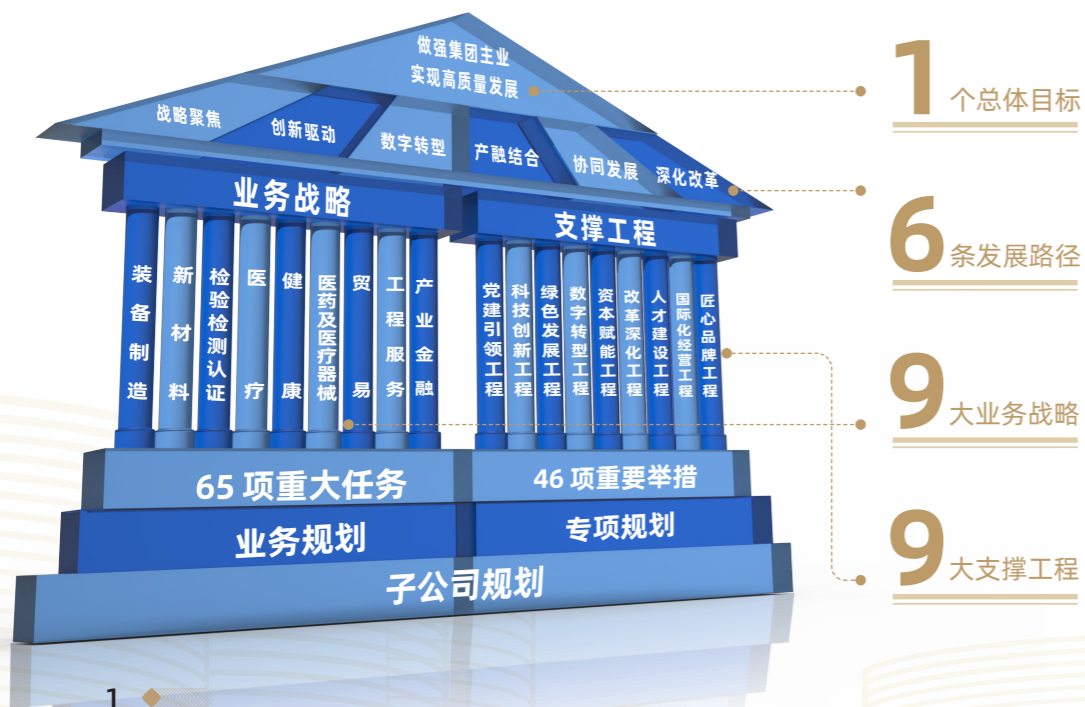 做强集团主业
实现高质量发展
战略聚焦
创新驱动
数字转型
产融结合
协同发展
深化改革
业务战略
支撑工程
装备制造
新材料
检验检测认证
医疗
健康
医药及医疗器械
贸易
工程服务
产业金融
党建引领工程
科技创新工程
绿色发展工程
数字转型工程
资本赋能工程
改革深化工程
人才建设工程
国际化经营工程
匠心品牌工程
65 项重大任务
46 项重要举措
业务规划
专项规划
子公司规划
1个总体目标
6条发展路径
9大业务战略
9大支撑工程
1